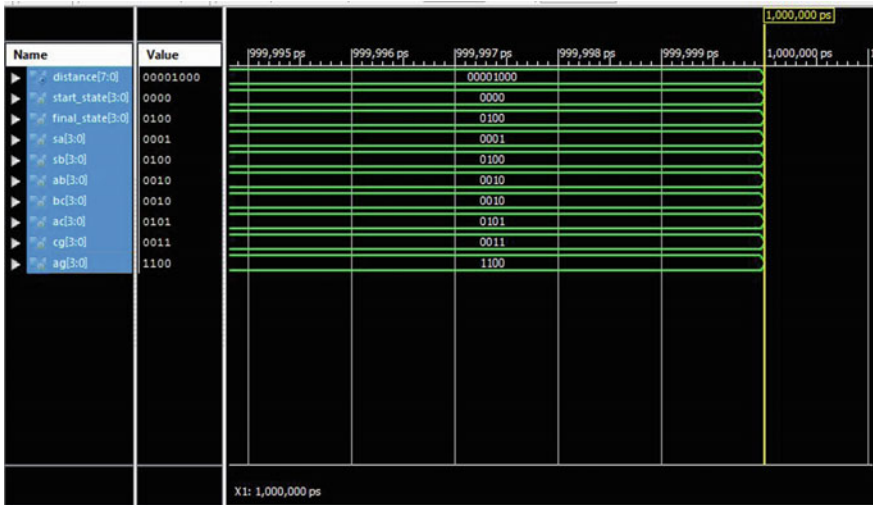 1,000,000 ps
Name Value 999,995 ps 999,996 ps 999,997 ps 999,998 ps 999,999 ps 1,000,000 ps
distance[7:0] 00001000 00001000
start_state[3:0] 0000 0000
final_state[3:0] 0100 0100
sa[3:0] 0001 0001
sb[3:0] 0100 0100
ab[3:0] 0010 0010
bc[3:0] 0010 0010
ac[3:0] 0101 0101
cg[3:0] 0011 0011
ag[3:0] 1100 1100
X1: 1,000,000 ps